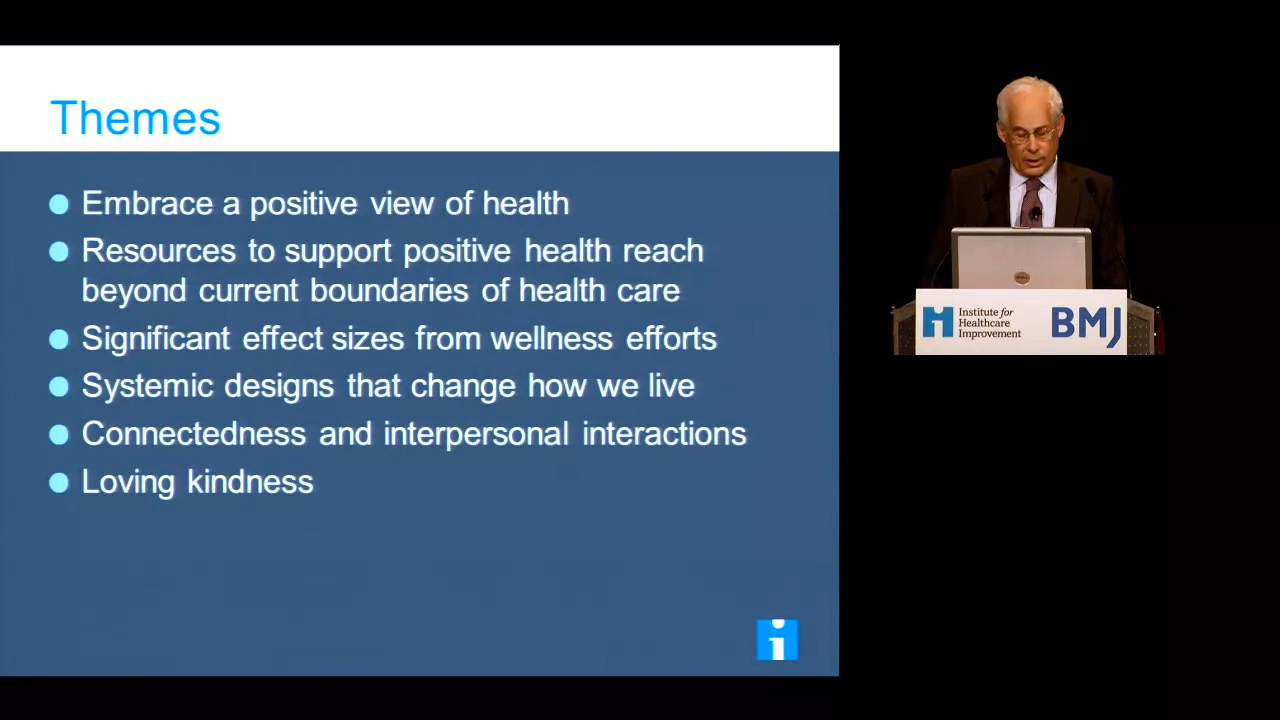 Themes
Embrace a positive view of health
Resources to support positive health reach
beyond current boundaries of health care
Significant effect sizes from wellness efforts
Systemic designs that change how we live
Connectedness and interpersonal interactions
Loving kindness
Institute for
Healthcare
Improvement
BMJ